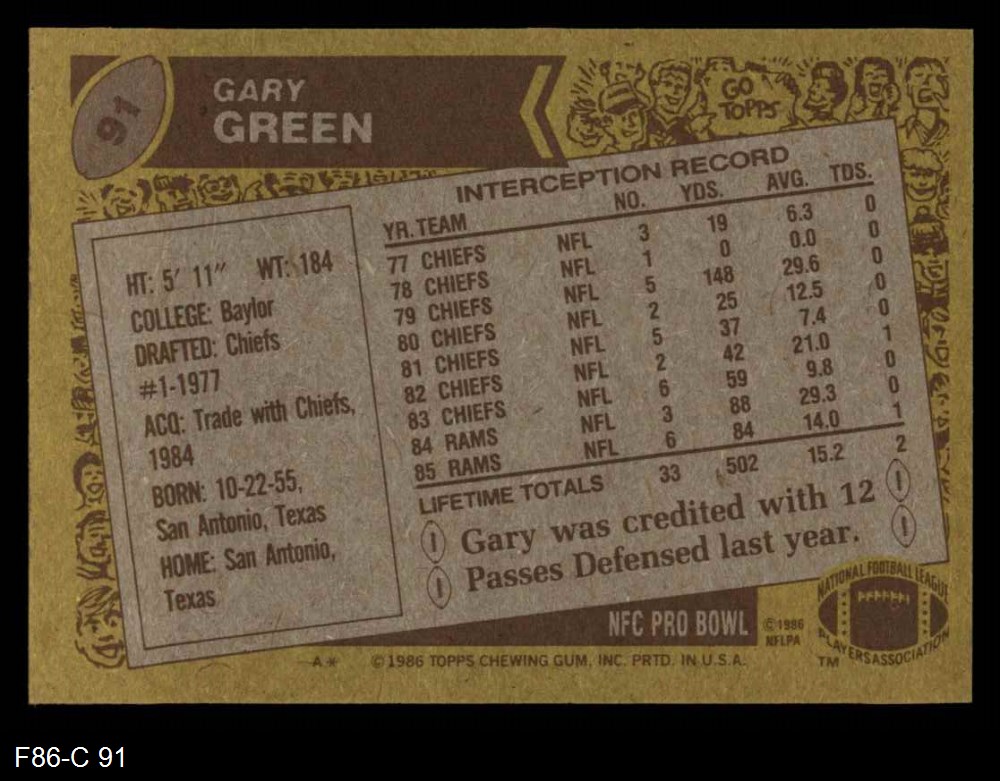 91
GARY
GREEN
GO
TOPPS
HT: 5' 11" WT: 184
COLLEGE: Baylor
DRAFTED: Chiefs
#1-1977
ACQ: Trade with Chiefs,
1984
BORN: 10-22-55,
San Antonio, Texas
HOME: San Antonio,
Texas
INTERCEPTION RECORD
YR. TEAM NO. YDS. AVG. TDS.
77 CHIEFS NFL 3 19 6.3 0
78 CHIEFS NFL 1 0 0.0 0
79 CHIEFS NFL 5 148 29.6 0
80 CHIEFS NFL 2 25 12.5 0
81 CHIEFS NFL 5 37 7.4 0
82 CHIEFS NFL 2 42 21.0 1
83 CHIEFS NFL 6 59 9.8 0
84 RAMS NFL 3 88 29.3 0
85 RAMS NFL 6 84 14.0 1
LIFETIME TOTALS 33 502 15.2 2
Gary was credited with 12
Passes Defensed last year.
NFC PRO BOWL
©1986
NFLPA
NATIONAL FOOTBALL LEAGUE
PLAYERS ASSOCIATION
TM
—A* ©1986 TOPPS CHEWING GUM, INC. PRTD. IN U.S.A.
F86-C 91